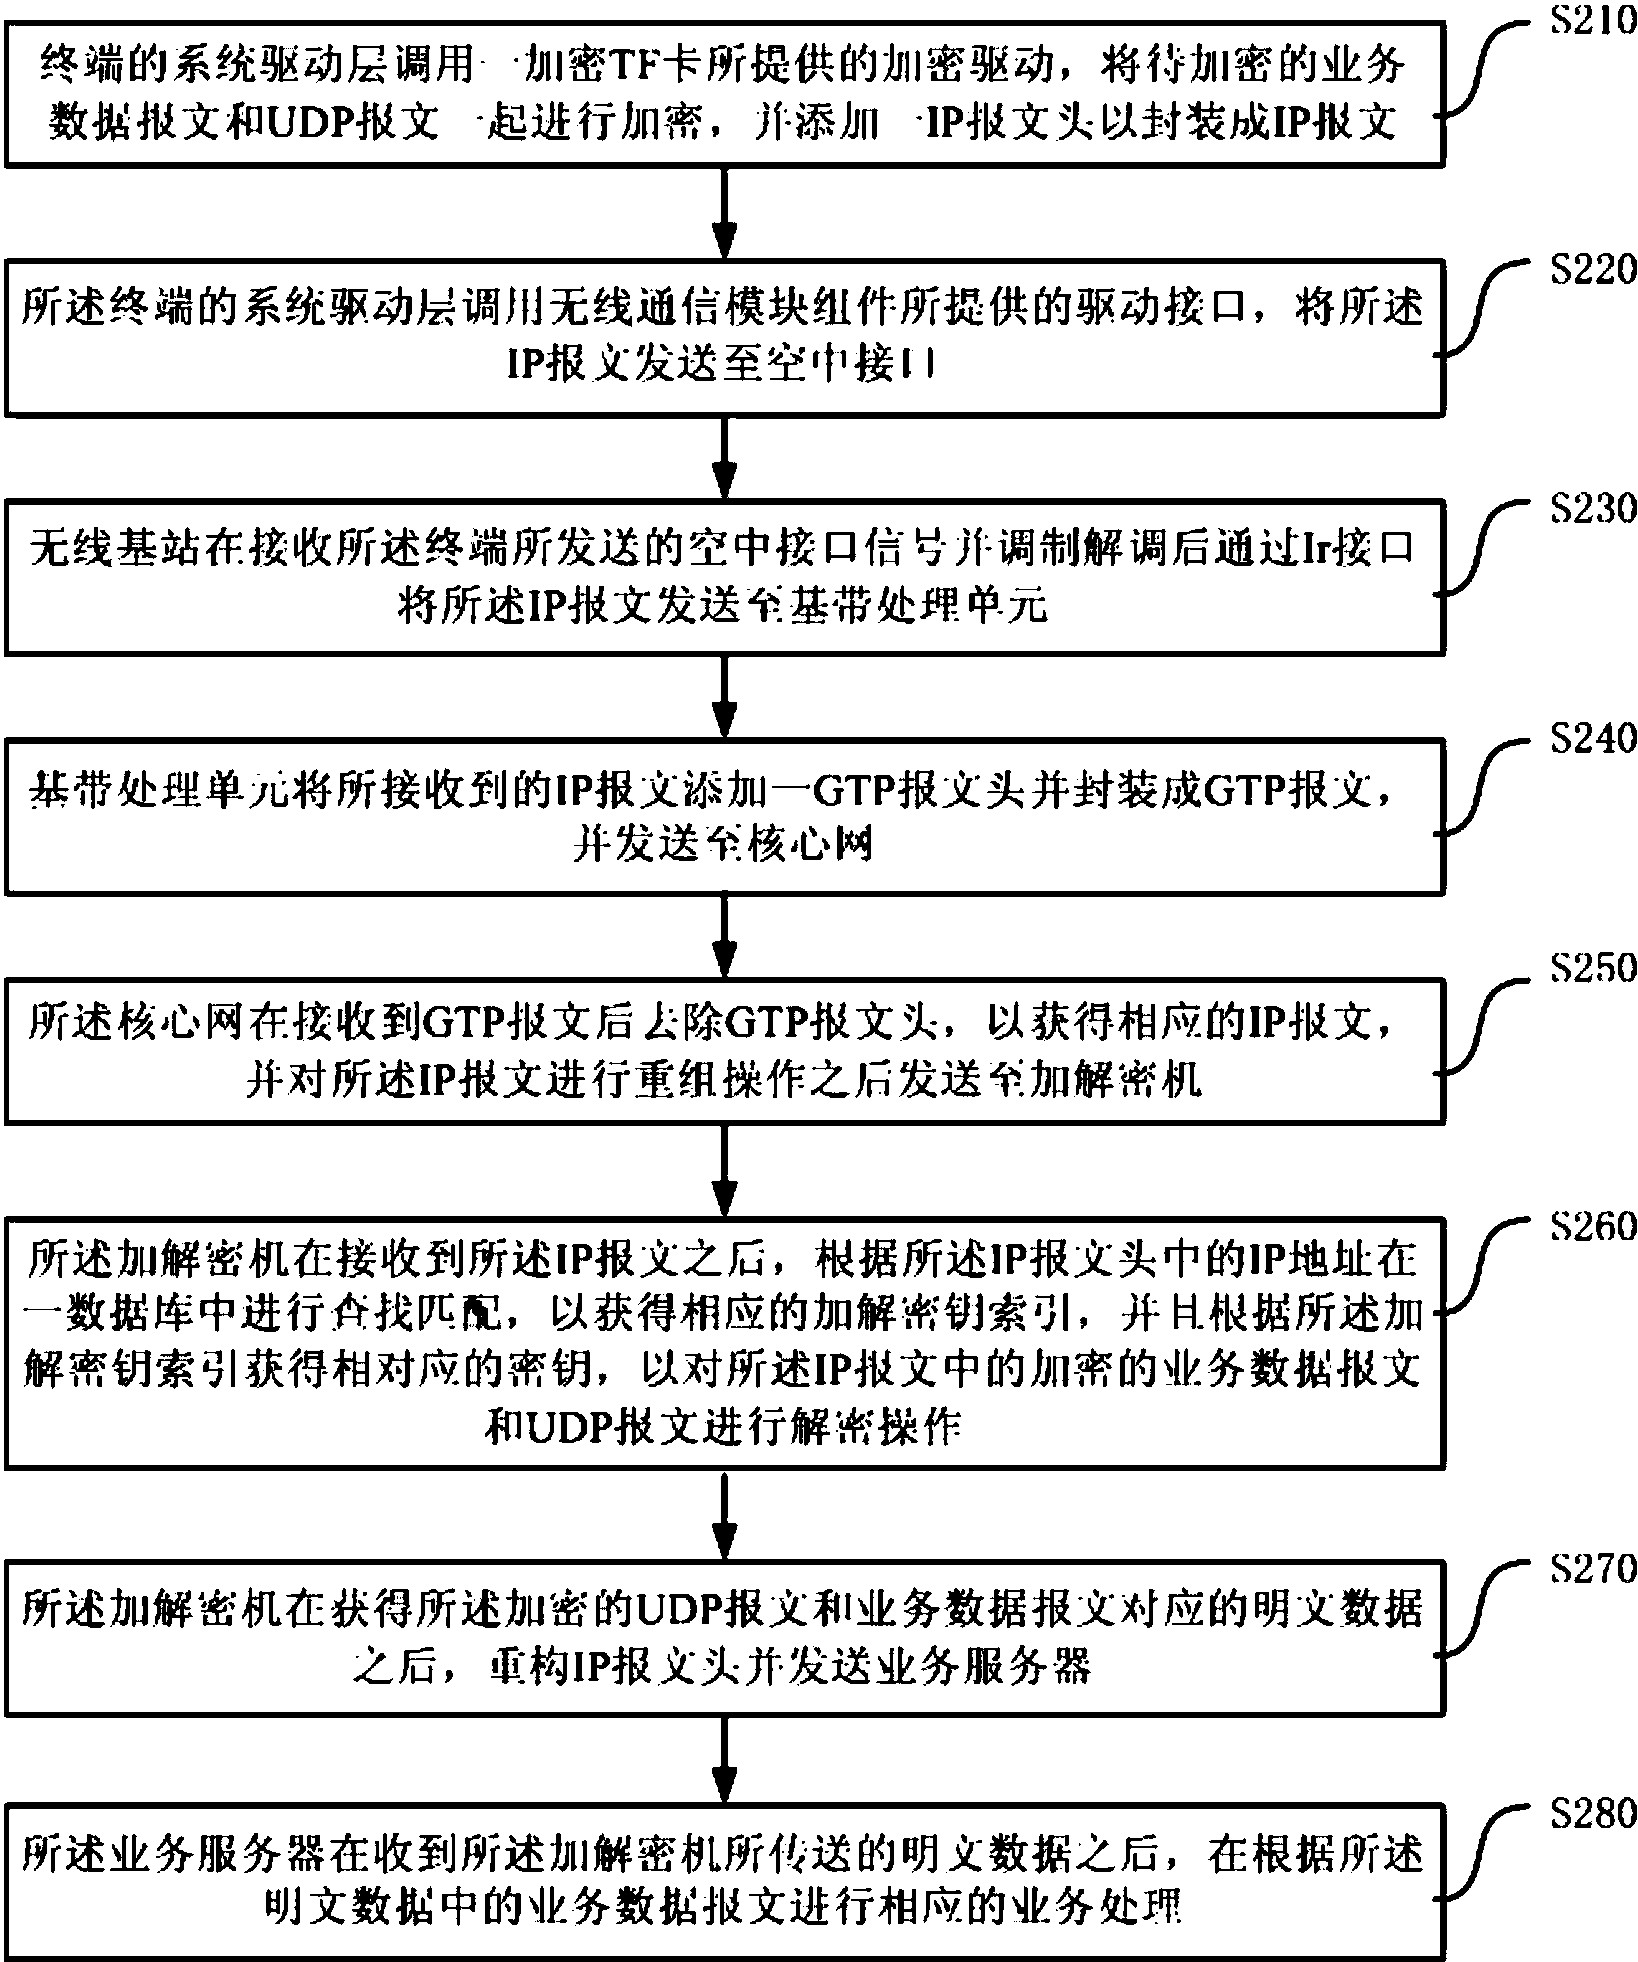 S210
终端的系统驱动层调用一加密TF卡所提供的加密驱动，将待加密的业务
数据报文和UDP报文一起进行加密，并添加一IP报文头以封装成IP报文
S220
所述终端的系统驱动层调用无线通信模块组件所提供的驱动接口，将所述
IP报文发送至空中接口
S230
无线基站在接收所述终端所发送的空中接口信号并调制解调后通过Ir接口
将所述IP报文发送至基带处理单元
S240
基带处理单元将所接收到的IP报文添加一GTP报文头并封装成GTP报文，
并发送至核心网
S250
所述核心网在接收到GTP报文后去除GTP报文头，以获得相应的IP报文，
并对所述IP报文进行重组操作之后发送至加解密机
S260
所述加解密机在接收到所述IP报文之后，根据所述IP报文头中的IP地址在
一数据库中进行查找匹配，以获得相应的加解密钥索引，并且根据所述加
解密钥索引获得相对应的密钥，以对所述IP报文中的加密的业务数据报文
和UDP报文进行解密操作
S270
所述加解密机在获得所述加密的UDP报文和业务数据报文对应的明文数据
之后，重构IP报文头并发送业务服务器
S280
所述业务服务器在收到所述加解密机所传送的明文数据之后，在根据所述
明文数据中的业务数据报文进行相应的业务处理